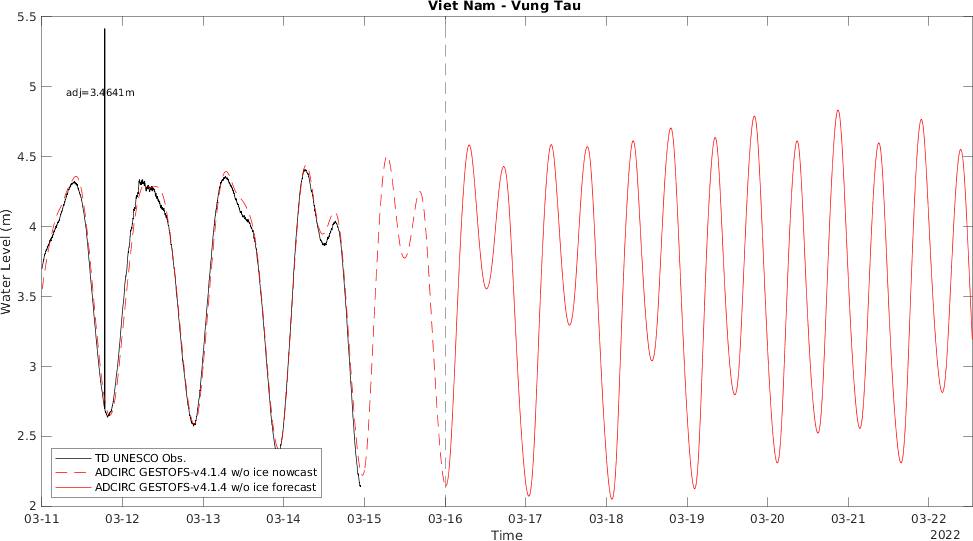 Viet Nam - Vung Tau
5.5
5
4.5
4
3.5
3
2.5
2
Water Level (m)
adj=3.4641m
TD UNESCO Obs.
ADCIRC GESTOFS-v4.1.4 w/o ice nowcast
ADCIRC GESTOFS-v4.1.4 w/o ice forecast
03-11 03-12 03-13 03-14 03-15 03-16 03-17 03-18 03-19 03-20 03-21 03-22
2022
Time